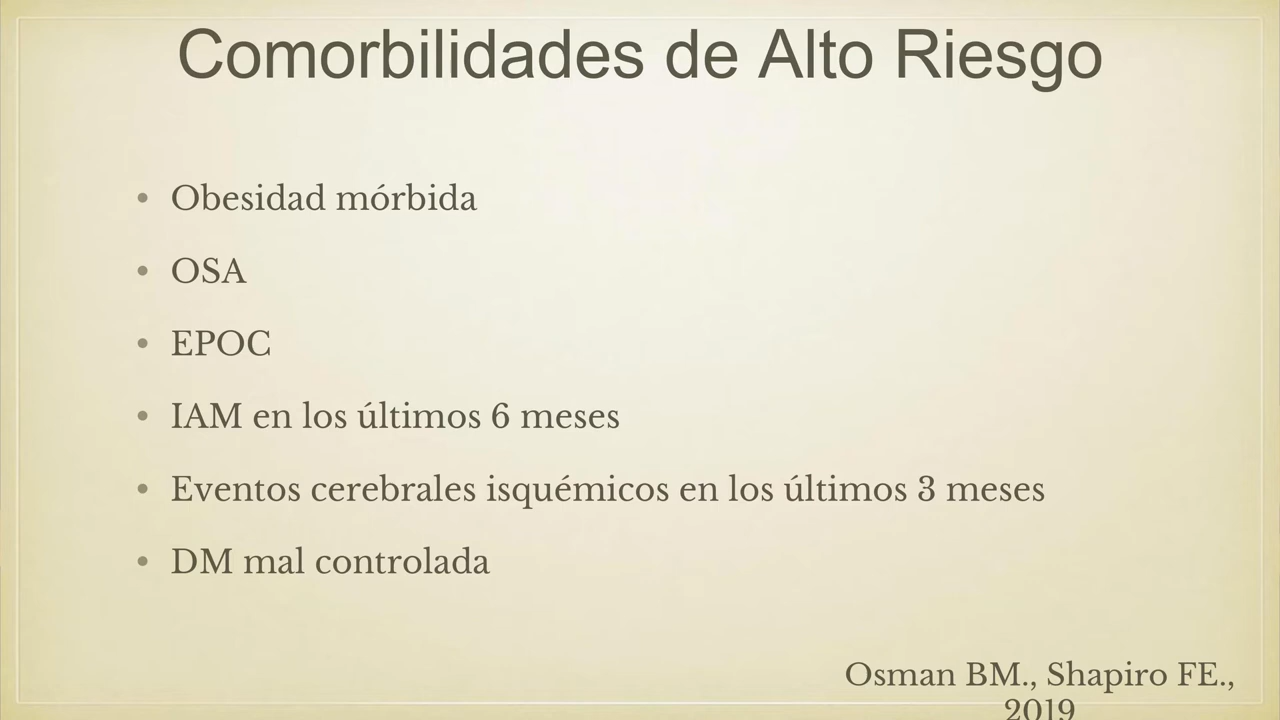 Comorbilidades de Alto Riesgo
• Obesidad mórbida
• OSA
• EPOC
• IAM en los últimos 6 meses
• Eventos cerebrales isquémicos en los últimos 3 meses
• DM mal controlada
Osman BM., Shapiro FE.,
2019